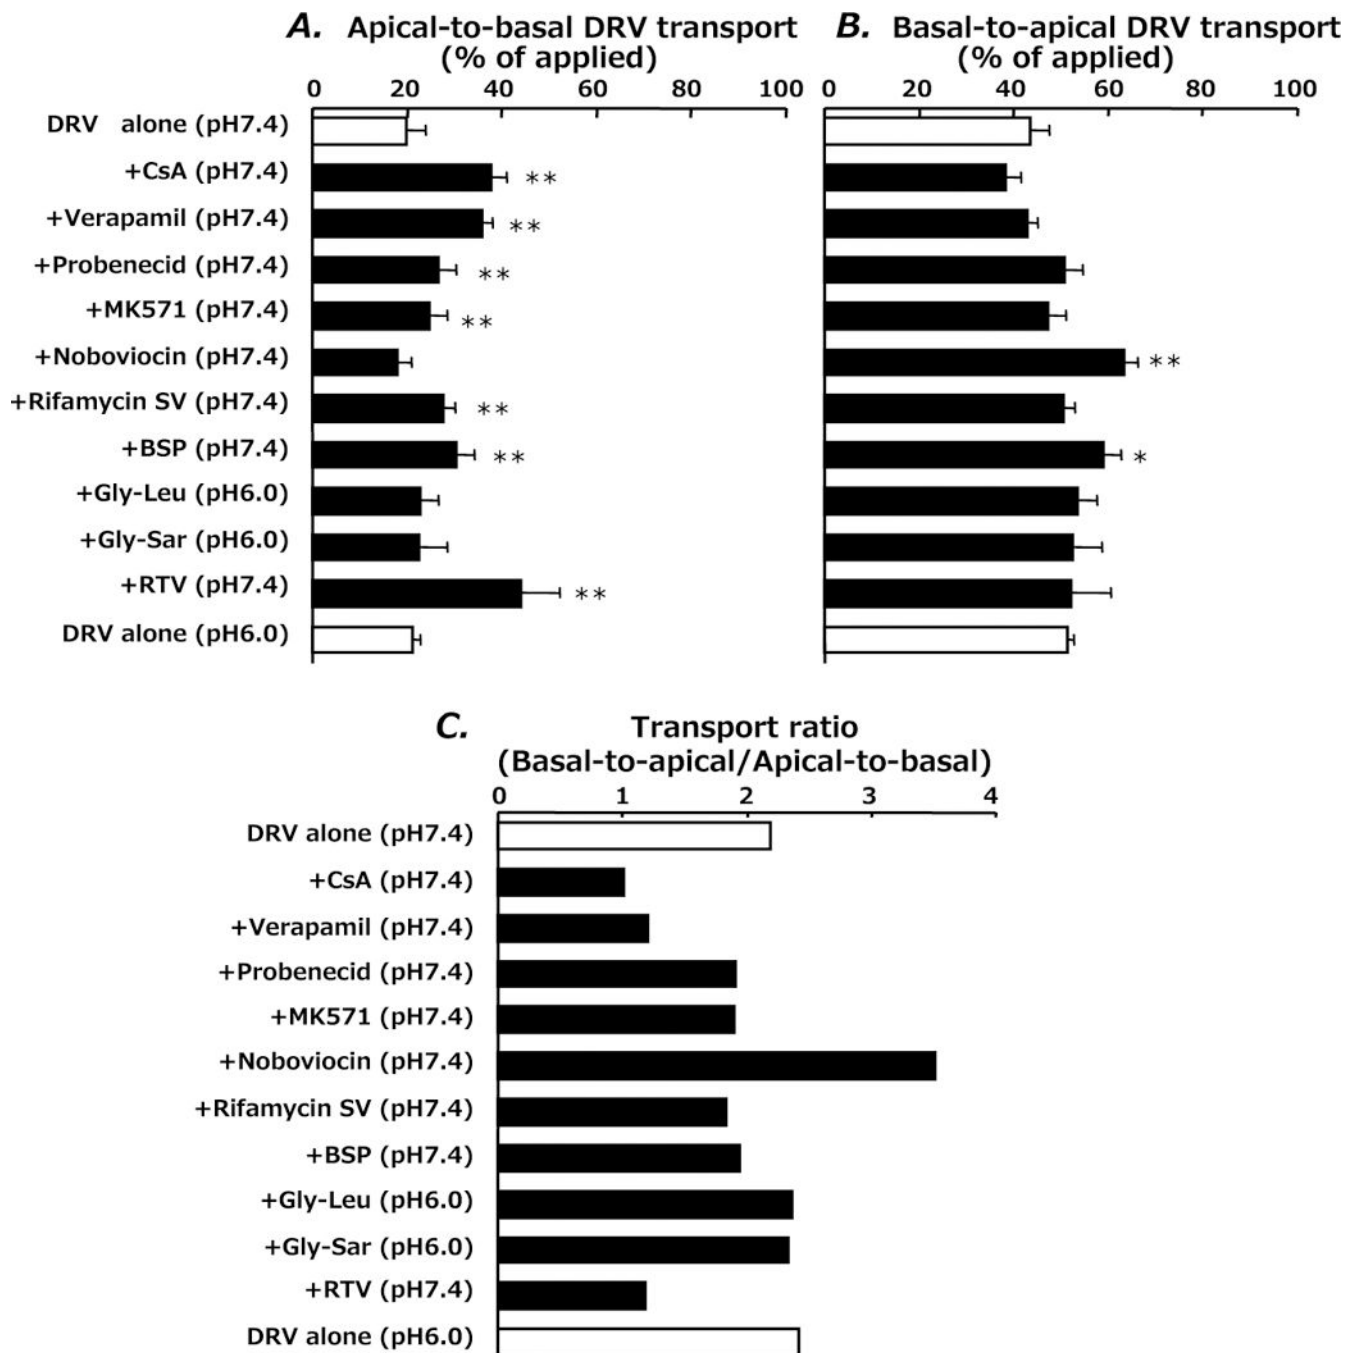 A. Apical-to-basal DRV transport
(% of applied)
B. Basal-to-apical DRV transport
(% of applied)
0 20 40 60 80 100
0 20 40 60 80 100
DRV alone (pH7.4)
+CsA (pH7.4) **
+Verapamil (pH7.4) **
+Probenecid (pH7.4) **
+MK571 (pH7.4) **
+Noboviocin (pH7.4) **
+Rifamycin SV (pH7.4) **
+BSP (pH7.4) ** *
+Gly-Leu (pH6.0)
+Gly-Sar (pH6.0)
+RTV (pH7.4) **
DRV alone (pH6.0)
C. Transport ratio
(Basal-to-apical/Apical-to-basal)
0 1 2 3 4
DRV alone (pH7.4)
+CsA (pH7.4)
+Verapamil (pH7.4)
+Probenecid (pH7.4)
+MK571 (pH7.4)
+Noboviocin (pH7.4)
+Rifamycin SV (pH7.4)
+BSP (pH7.4)
+Gly-Leu (pH6.0)
+Gly-Sar (pH6.0)
+RTV (pH7.4)
DRV alone (pH6.0)